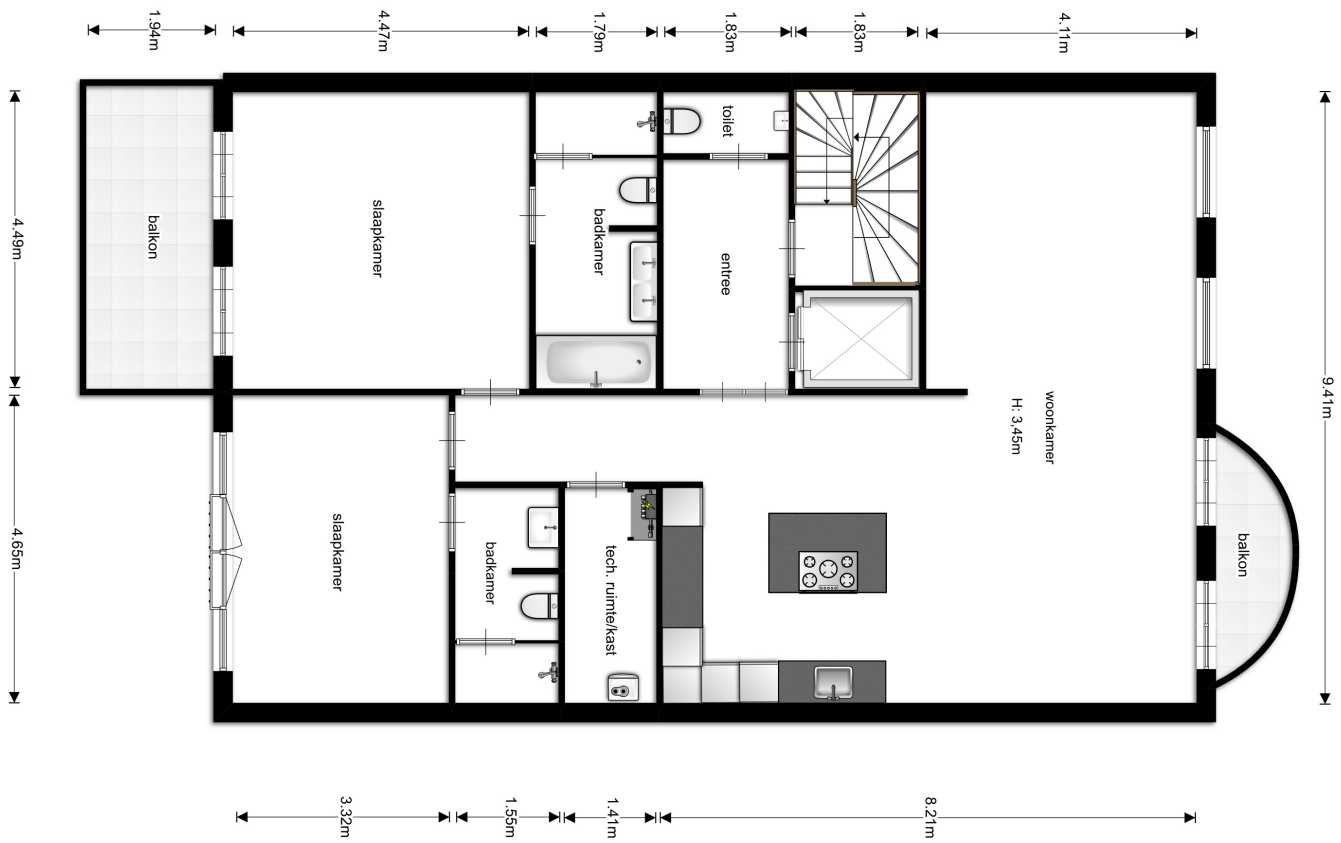 1.94m
4.47m
1.79m
1.83m
1.83m
4.11m
4.49m
4.65m
9.41m
balkon
slaapkamer
badkamer
toilet
entree
woonkamer
H: 3,45m
balkon
slaapkamer
badkamer
tech. ruimte/kast
3.32m
1.55m
1.41m
8.21m